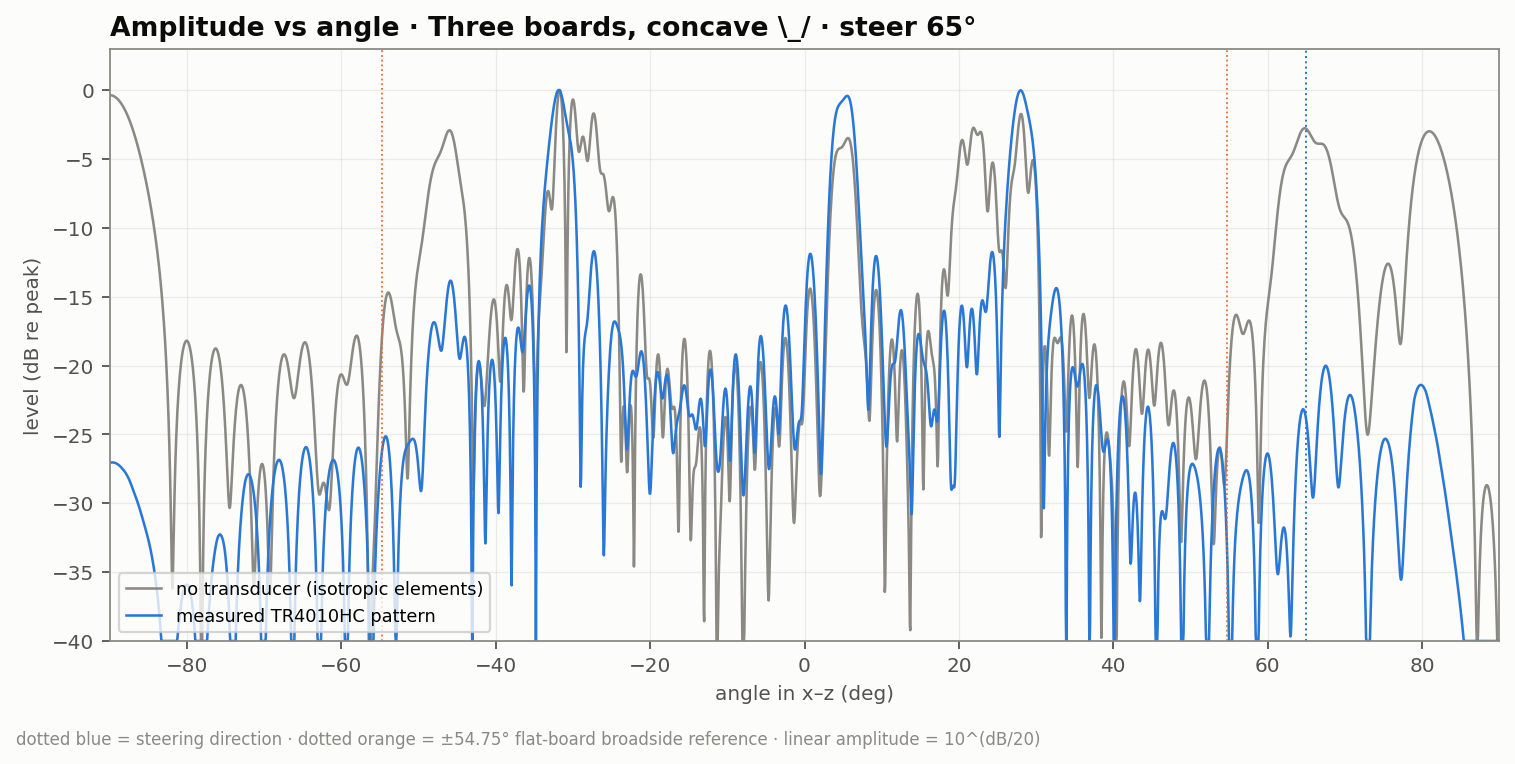 Amplitude vs angle · Three boards, concave \_/ · steer 65°
0
−5
−10
−15
−20
−25
−30
−35
−40
level (dB re peak)
no transducer (isotropic elements)
measured TR4010HC pattern
−80 −60 −40 −20 0 20 40 60 80
angle in x–z (deg)
dotted blue = steering direction · dotted orange = ±54.75° flat-board broadside reference · linear amplitude = 10^(dB/20)